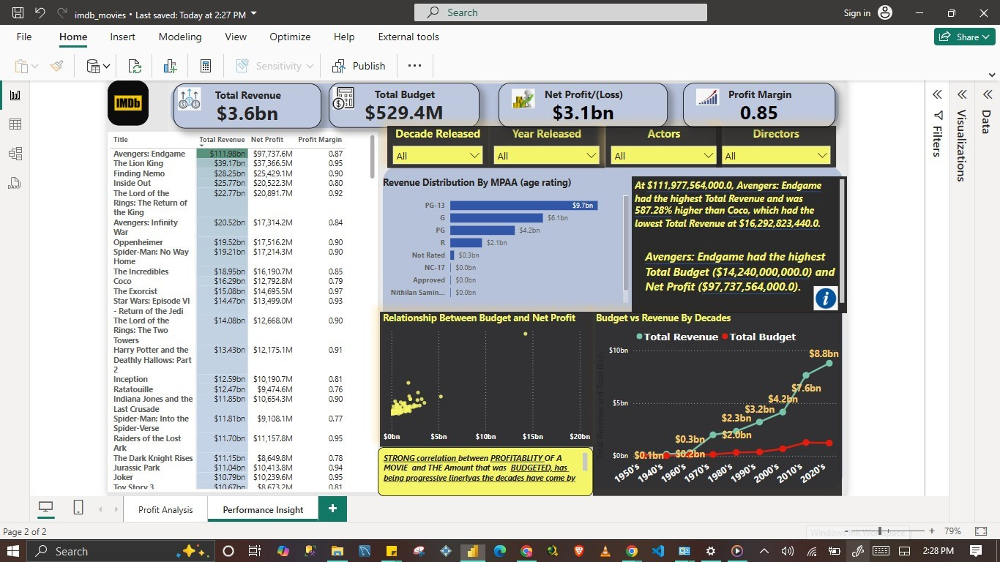 imdb_movies • Last saved: Today at 2:27 PM
Search
Sign in
File
Home
Insert
Modeling
View
Optimize
Help
External tools
Share
Sensitivity
Publish
IMDb
Total Revenue
$3.6bn
Total Budget
$529.4M
Net Profit/(Loss)
$3.1bn
Profit Margin
0.85
Title Total Revenue Net Profit Profit Margin
Avengers: Endgame $111.98bn $97,737.6M 0.87
The Lion King $39.17bn $37,366.5M 0.95
Finding Nemo $28.25bn $25,429.1M 0.90
Inside Out $25.77bn $20,522.3M 0.80
The Lord of the $22.77bn $20,891.7M 0.92
Rings: The Return of
the King
Avengers: Infinity $20.52bn $17,314.2M 0.84
War
Oppenheimer $19.52bn $17,516.2M 0.90
Spider-Man: No Way $19.21bn $17,214.3M 0.90
Home
The Incredibles $18.95bn $16,190.7M 0.85
Coco $16.29bn $12,792.8M 0.79
The Exorcist $15.08bn $14,695.5M 0.97
Star Wars: Episode VI $14.47bn $13,499.0M 0.93
- Return of the Jedi
The Lord of the $14.08bn $12,668.0M 0.90
Rings: The Two
Towers
Harry Potter and the $13.43bn $12,175.1M 0.91
Deathly Hallows: Part
2
Inception $12.59bn $10,190.7M 0.81
Ratatouille $12.47bn $9,474.6M 0.76
Indiana Jones and the $11.85bn $10,654.3M 0.90
Last Crusade
Spider-Man: Into the $11.81bn $9,108.1M 0.77
Spider-Verse
Raiders of the Lost $11.70bn $11,157.8M 0.95
Ark
The Dark Knight Rises $11.15bn $8,649.8M 0.78
Jurassic Park $11.04bn $10,413.8M 0.94
Joker $10.79bn $10,239.6M 0.95
Toy Story 3 $10.67bn $8,673.2M 0.81
Decade Released
All
Year Released
All
Actors
All
Directors
All
Revenue Distribution By MPAA (age rating)
PG-13 $9.7bn
G $6.1bn
PG $4.2bn
R $2.1bn
Not Rated $0.3bn
NC-17 $0.0bn
Approved $0.0bn
Nithilan Samin... $0.0bn
At $111,977,564,000.0, Avengers: Endgame
had the highest Total Revenue and was
587.28% higher than Coco, which had the
lowest Total Revenue at $16,292,823,440.0.
Avengers: Endgame had the highest
Total Budget ($14,240,000,000.0) and
Net Profit ($97,737,564,000.0).
i
Relationship Between Budget and Net Profit
$0bn $5bn $10bn $15bn $20bn
STRONG correlation between PROFITABLITY OF A
MOVIE and THE Amount that was BUDGETED, has
being progressive linerlyas the decades have come by
Budget vs Revenue By Decades
Total Revenue Total Budget
Total Revenue and Total Bud
$10bn
$5bn
$0bn
$0.1bn
$0.3bn
$0.2bn
$2.3bn
$2.0bn
$3.2bn
$4.2bn
$7.6bn
$8.8bn
1950's 1940's 1960's 1970's 1980's 1990's 2000's 2010's 2020's
Filters
Visualizations
Data
DAX
Profit Analysis
Performance Insight
+
Page 2 of 2
Windows Ink Workspace
- + 79%
Search
2:28 PM